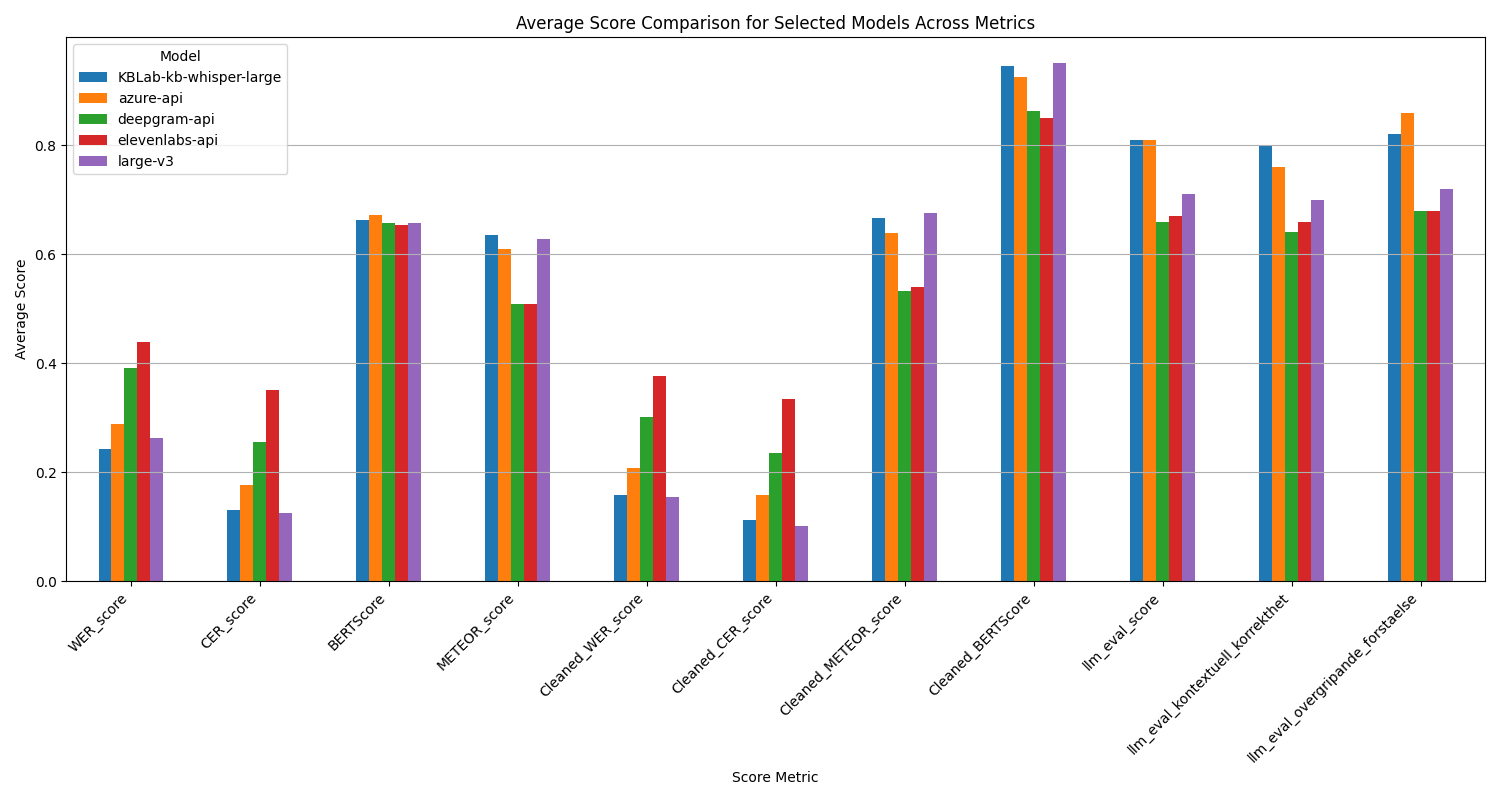 Average Score Comparison for Selected Models Across Metrics
Model
KBLab-kb-whisper-large
azure-api
deepgram-api
elevenlabs-api
large-v3
Average Score
0.8
0.6
0.4
0.2
0.0
WER_score
CER_score
BERTScore
METEOR_score
Cleaned_WER_score
Cleaned_CER_score
Cleaned_METEOR_score
Cleaned_BERTScore
llm_eval_score
llm_eval_kontextuell_korrekthet
llm_eval_overgripande_forstaelse
Score Metric